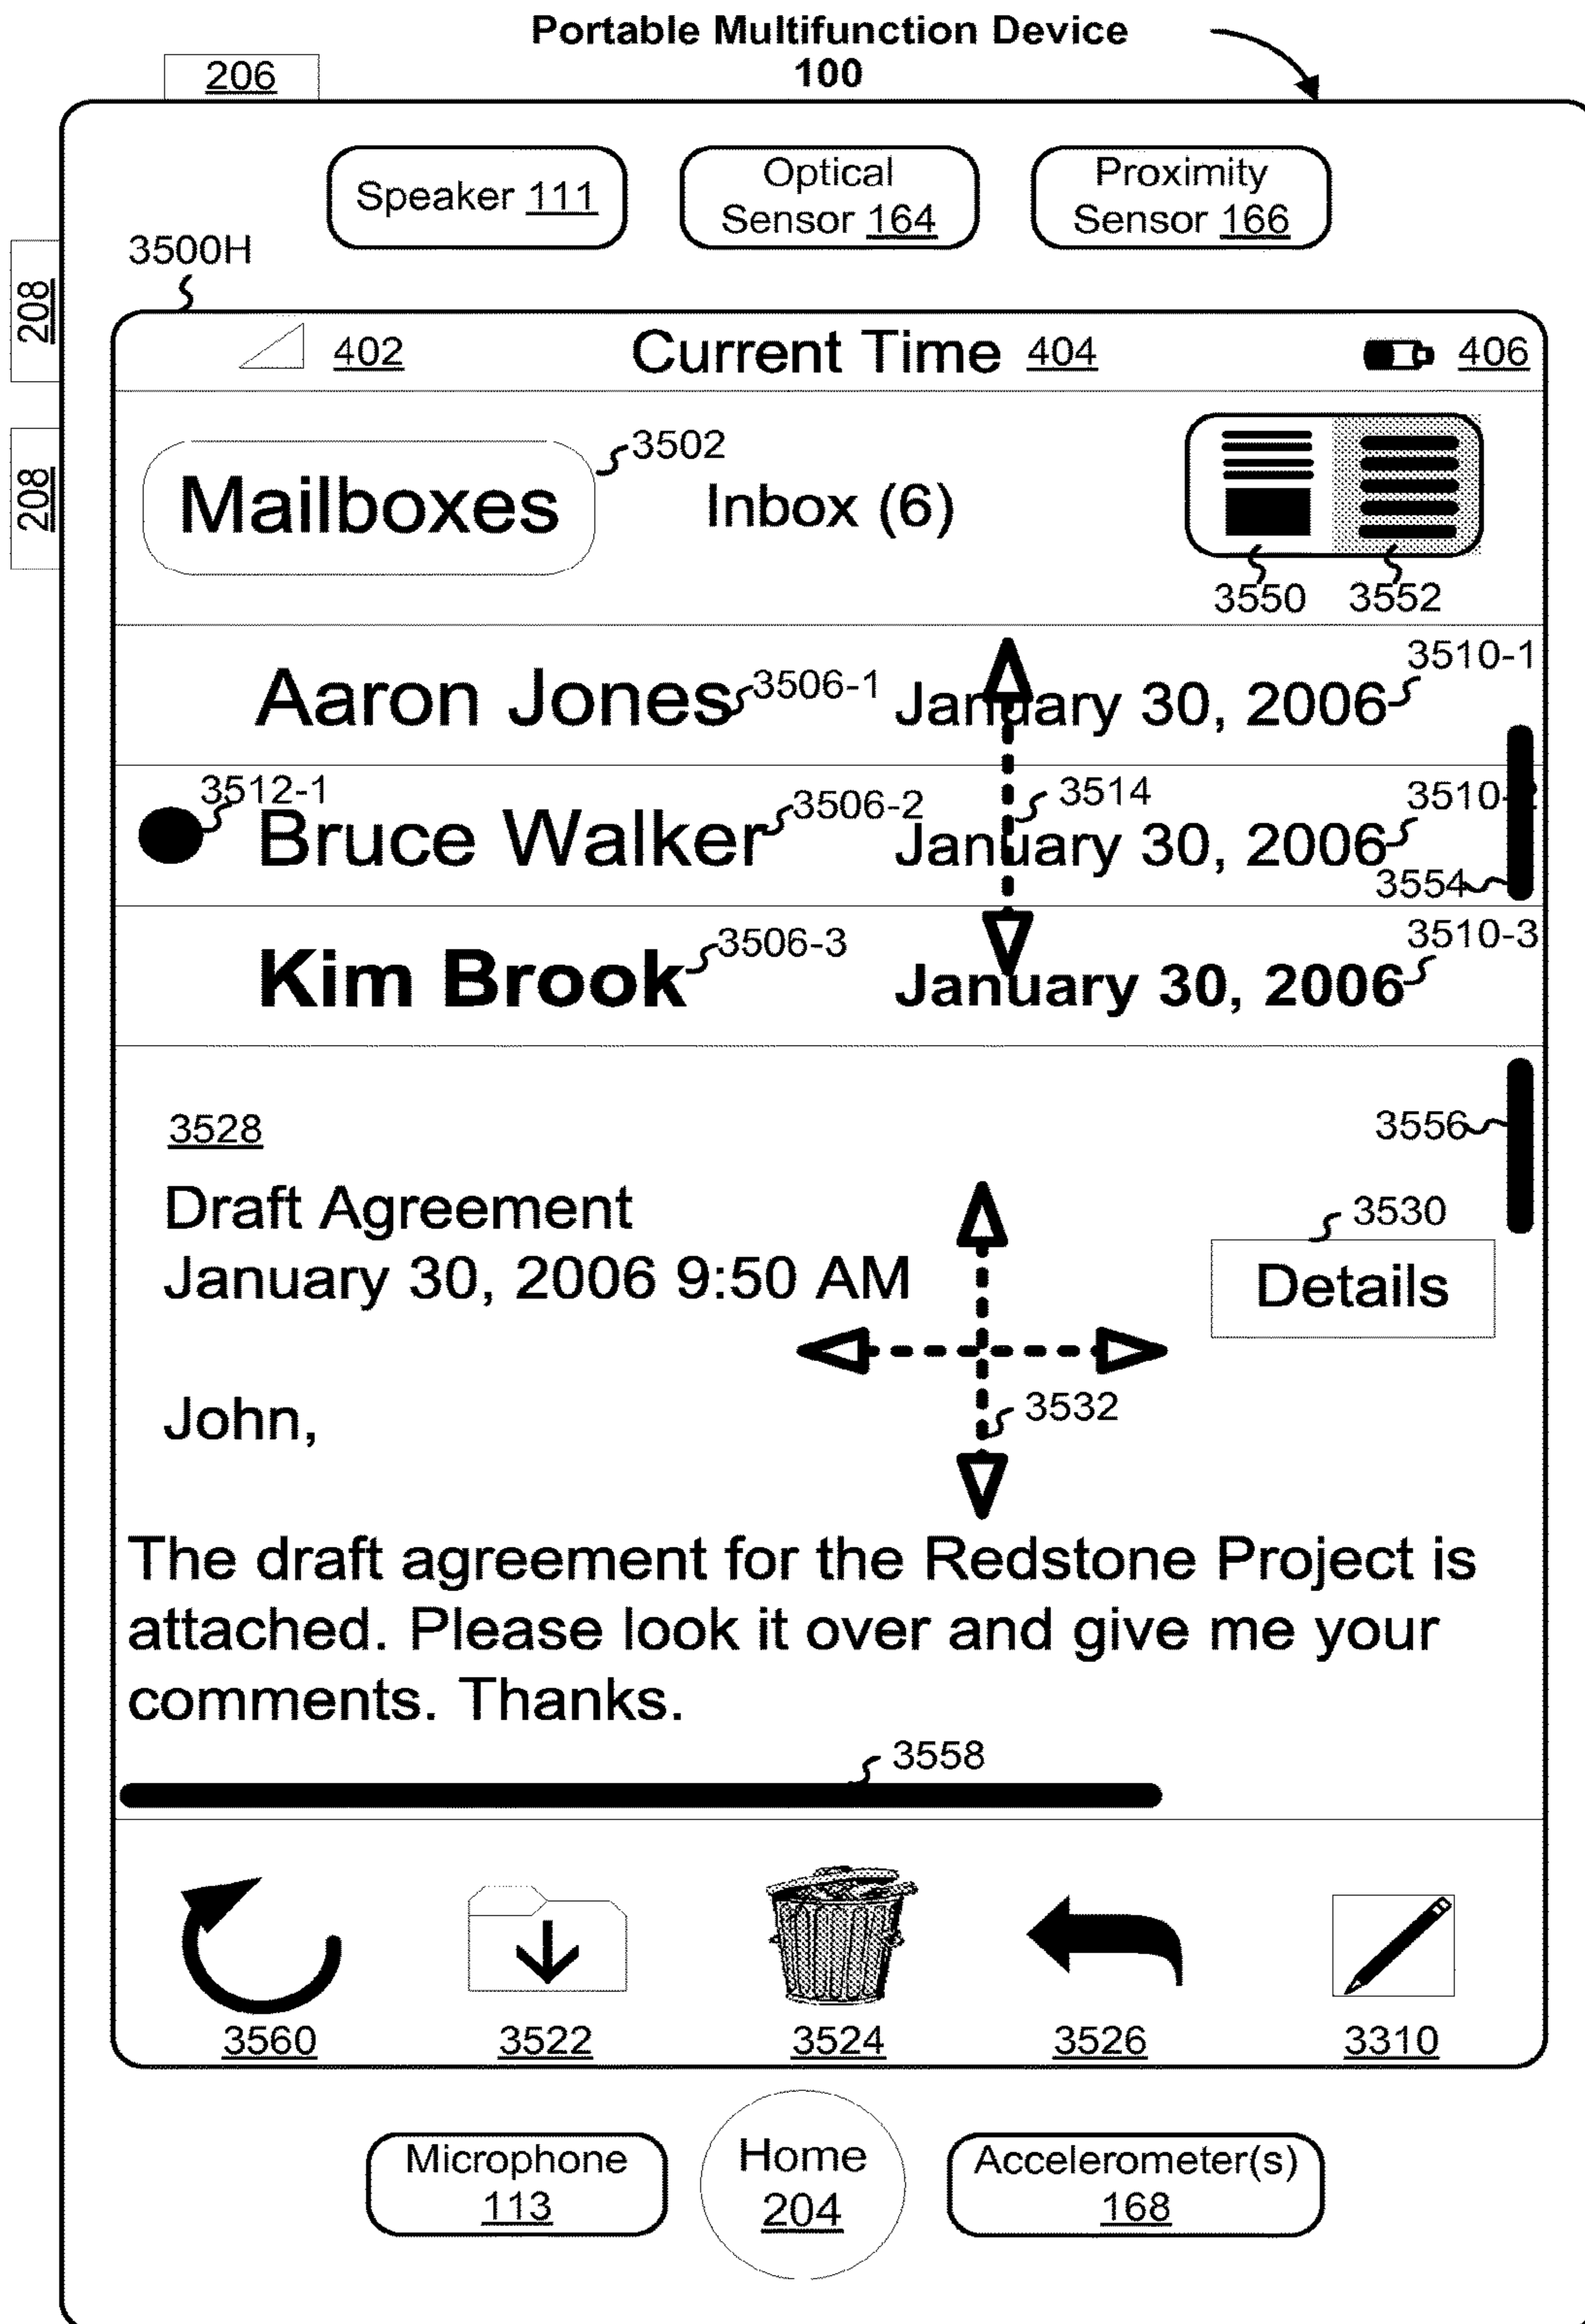 Portable Multifunction Device
100
206
Speaker 111
Optical
Sensor 164
Proximity
Sensor 166
3500H
208
208
402
Current Time 404
406
Mailboxes
3502
Inbox (6)
3550
3552
Aaron Jones
3506-1
January 30, 2006
3510-1
3512-1
Bruce Walker
3506-2
3514
January 30, 2006
3510-2
3554
Kim Brook
3506-3
January 30, 2006
3510-3
3528
3556
Draft Agreement
3530
January 30, 2006 9:50 AM
Details
John,
3532
The draft agreement for the Redstone Project is
attached. Please look it over and give me your
comments. Thanks.
3558
3560
3522
3524
3526
3310
Microphone
113
Home
204
Accelerometer(s)
168